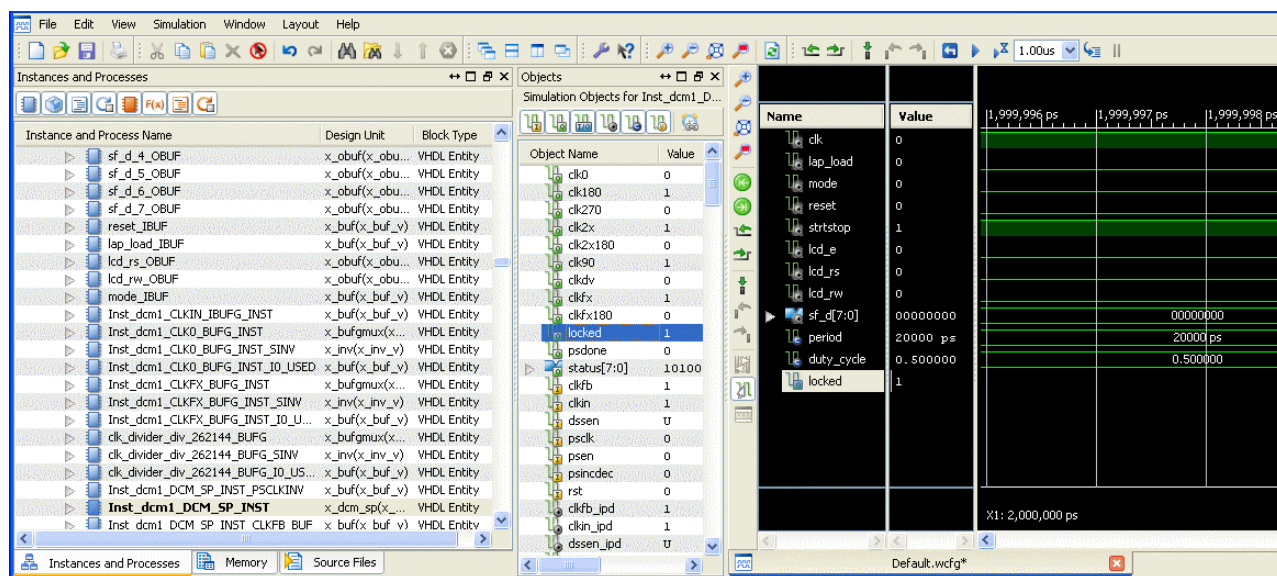 File Edit View Simulation Window Layout Help
1.00us
Instances and Processes
F(x)
Instance and Process Name Design Unit Block Type
sf_d_4_OBUF x_obuf(x_obu... VHDL Entity
sf_d_5_OBUF x_obuf(x_obu... VHDL Entity
sf_d_6_OBUF x_obuf(x_obu... VHDL Entity
sf_d_7_OBUF x_obuf(x_obu... VHDL Entity
reset_IBUF x_buf(x_buf_v) VHDL Entity
lap_load_IBUF x_buf(x_buf_v) VHDL Entity
lcd_rs_OBUF x_obuf(x_obu... VHDL Entity
lcd_rw_OBUF x_obuf(x_obu... VHDL Entity
mode_IBUF x_buf(x_buf_v) VHDL Entity
Inst_dcm1_CLKIN_IBUFG_INST x_buf(x_buf_v) VHDL Entity
Inst_dcm1_CLK0_BUFG_INST x_bufgmux(x... VHDL Entity
Inst_dcm1_CLK0_BUFG_INST_SINV x_inv(x_inv_v) VHDL Entity
Inst_dcm1_CLK0_BUFG_INST_I0_USED x_buf(x_buf_v) VHDL Entity
Inst_dcm1_CLKFX_BUFG_INST x_bufgmux(x... VHDL Entity
Inst_dcm1_CLKFX_BUFG_INST_SINV x_inv(x_inv_v) VHDL Entity
Inst_dcm1_CLKFX_BUFG_INST_I0_U... x_buf(x_buf_v) VHDL Entity
clk_divider_div_262144_BUFG x_bufgmux(x... VHDL Entity
clk_divider_div_262144_BUFG_SINV x_inv(x_inv_v) VHDL Entity
clk_divider_div_262144_BUFG_I0_US... x_buf(x_buf_v) VHDL Entity
Inst_dcm1_DCM_SP_INST_PSCLKINV x_buf(x_buf_v) VHDL Entity
Inst_dcm1_DCM_SP_INST x_dcm_sp(x_... VHDL Entity
Inst_dcm1_DCM_SP_INST_CLKFB_BUF x_buf(x_buf_v) VHDL Entity
Instances and Processes Memory Source Files
Objects
Simulation Objects for Inst_dcm1_D...
Object Name Value
clk0 0
clk180 1
clk270 0
clk2x 1
clk2x180 0
clk90 1
clkdv 0
clkfx 1
clkfx180 0
locked 1
psdone 0
status[7:0] 10100
clkfb 1
clkin 1
dssen U
psclk 0
psen 0
psincdec 0
rst 0
clkfb_ipd 1
clkin_ipd 1
dssen_ipd U
Name Value
clk 0
lap_load 0
mode 0
reset 0
strtstop 1
lcd_e 0
lcd_rs 0
lcd_rw 0
sf_d[7:0] 00000000
period 20000 ps
duty_cycle 0.500000
locked 1
1,999,996 ps 1,999,997 ps 1,999,998 ps
00000000
20000 ps
0.500000
X1: 2,000,000 ps
Default.wcfg*